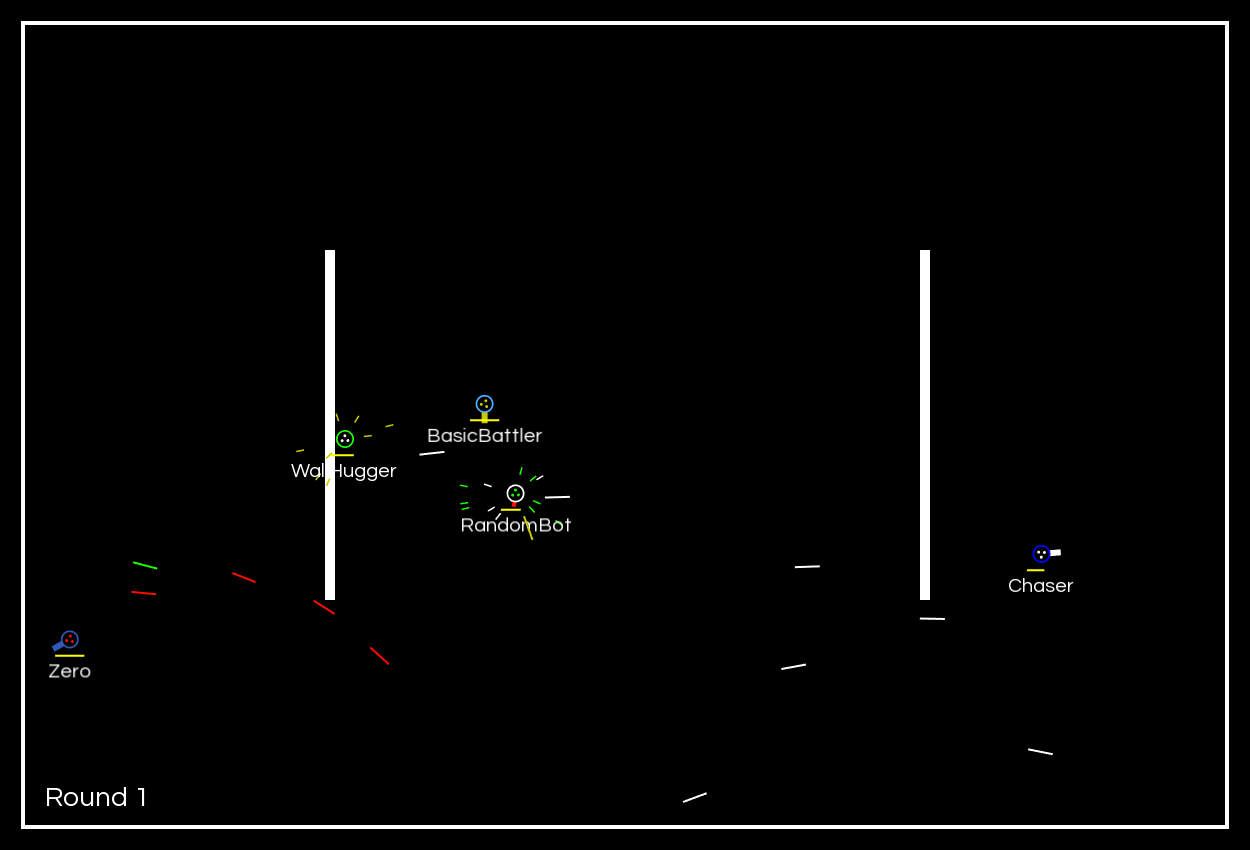 BasicBattler
WallHugger
RandomBot
Chaser
Zero
Round 1